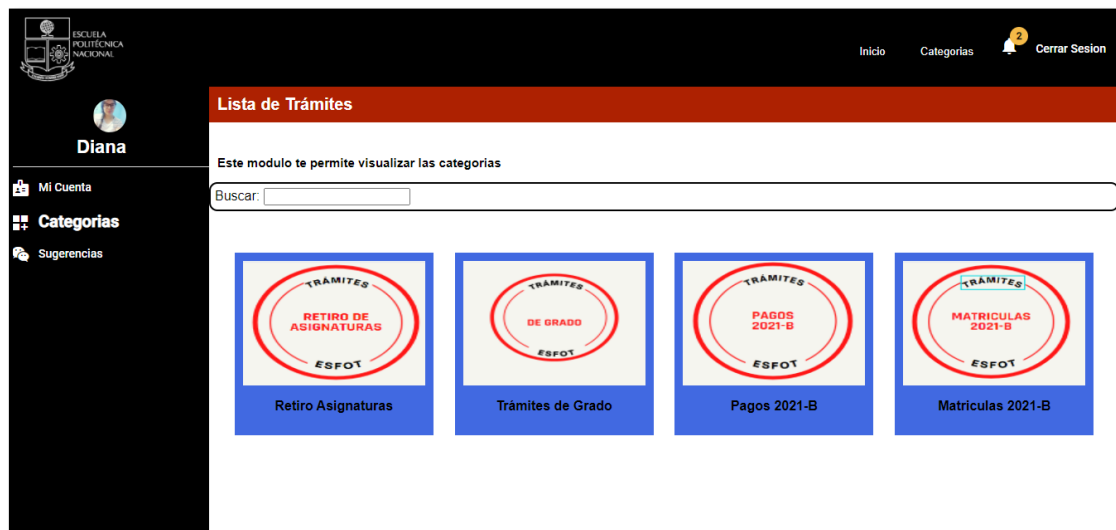 ESCUELA
POLITÉCNICA
NACIONAL
Inicio
Categorias
2
Cerrar Sesion
Diana
Mi Cuenta
Categorias
Sugerencias
Lista de Trámites
Este modulo te permite visualizar las categorias
Buscar:
TRÁMITES
RETIRO DE
ASIGNATURAS
ESFOT
Retiro Asignaturas
TRÁMITES
DE GRADO
ESFOT
Trámites de Grado
TRÁMITES
PAGOS
2021-B
ESFOT
Pagos 2021-B
TRÁMITES
MATRICULAS
2021-B
ESFOT
Matriculas 2021-B